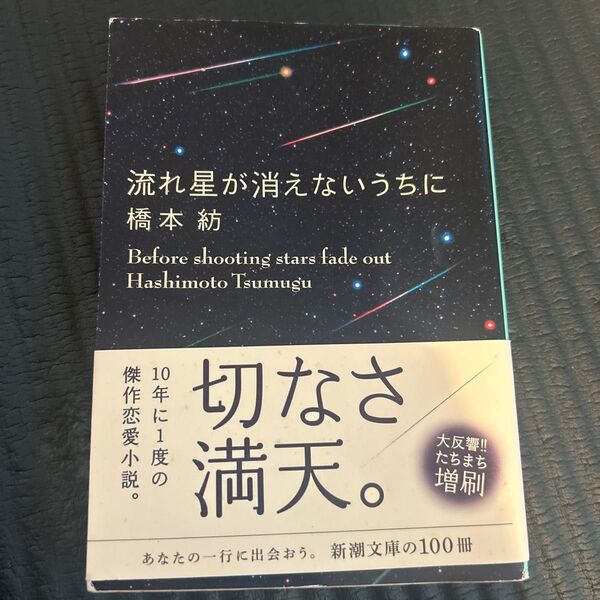 流れ星が消えないうちに
橋本 紡
Before shooting stars fade out
Hashimoto Tsumugu
10年に1度の
傑作恋愛小説。
切なさ
満天。
大反響!!
たちまち
増刷
あなたの一行に出会おう。 新潮文庫の100冊